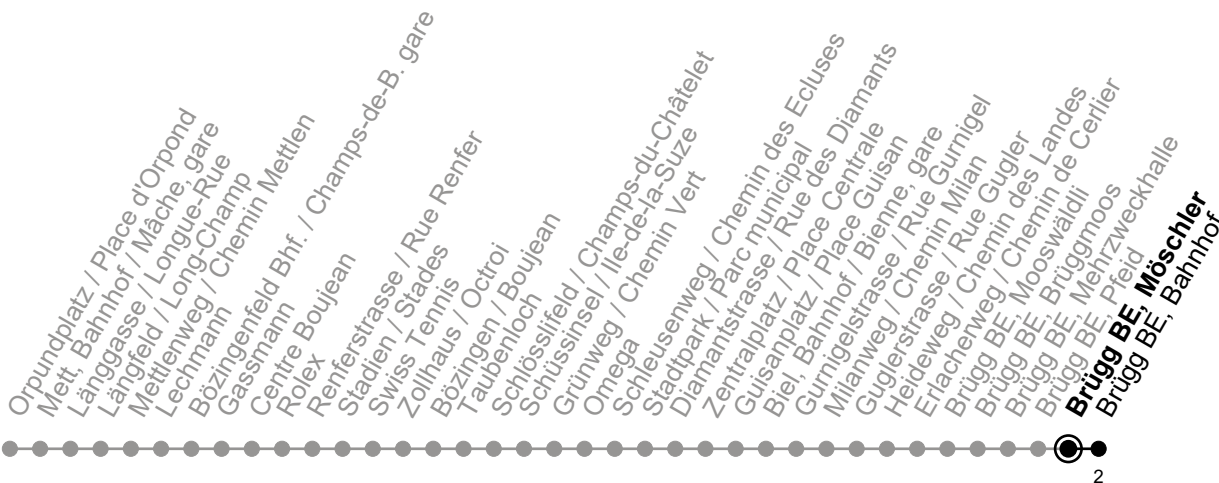 Orpundplatz / Place d'Orpond
Mett, Bahnhof / Mâche, gare
Länggasse / Longue-Rue
Längfeld / Long-Champ
Mettlenweg / Chemin Mettlen
Lechmann
Bözingenfeld Bhf. / Champs-de-B. gare
Gassmann
Centre Boujean
Rolex
Renferstrasse / Rue Renfer
Stadien / Stades
Swiss Tennis
Zollhaus / Octroi
Bözingen / Boujean
Taubenloch
Schlösslifeld / Champs-du-Châtelet
Schüssinsel / Ile-de-la-Suze
Grünweg / Chemin Vert
Omega
Schleusenweg / Chemin des Ecluses
Stadtpark / Parc municipal
Diamantstrasse / Rue des Diamants
Zentralplatz / Place Centrale
Guisanplatz / Place Guisan
Biel, Bahnhof / Bienne, gare
Gurnigelstrasse / Rue Gurnigel
Milanweg / Chemin Milan
Guglerstrasse / Rue Gugler
Heideweg / Chemin des Landes
Erlachenweg / Chemin de Cerlier
Brügg BE, Mooswäldli
Brügg BE, Brüggmoos
Brügg BE, Mehrzweckhalle
Brügg BE, Pfeid
Brügg BE, Möschler
Brügg BE, Bahnhof
2